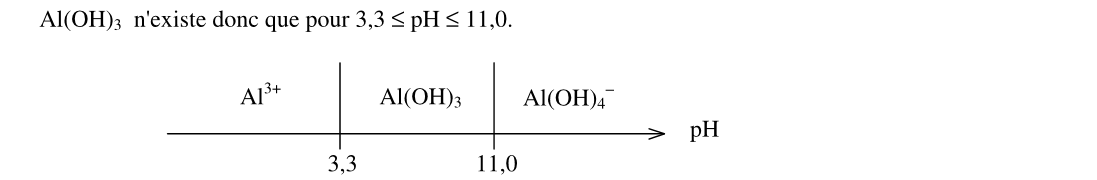 Al(OH)₃ n'existe donc que pour 3,3 ≤ pH ≤ 11,0.
Al³⁺ Al(OH)₃ Al(OH)₄⁻
pH
3,3 11,0